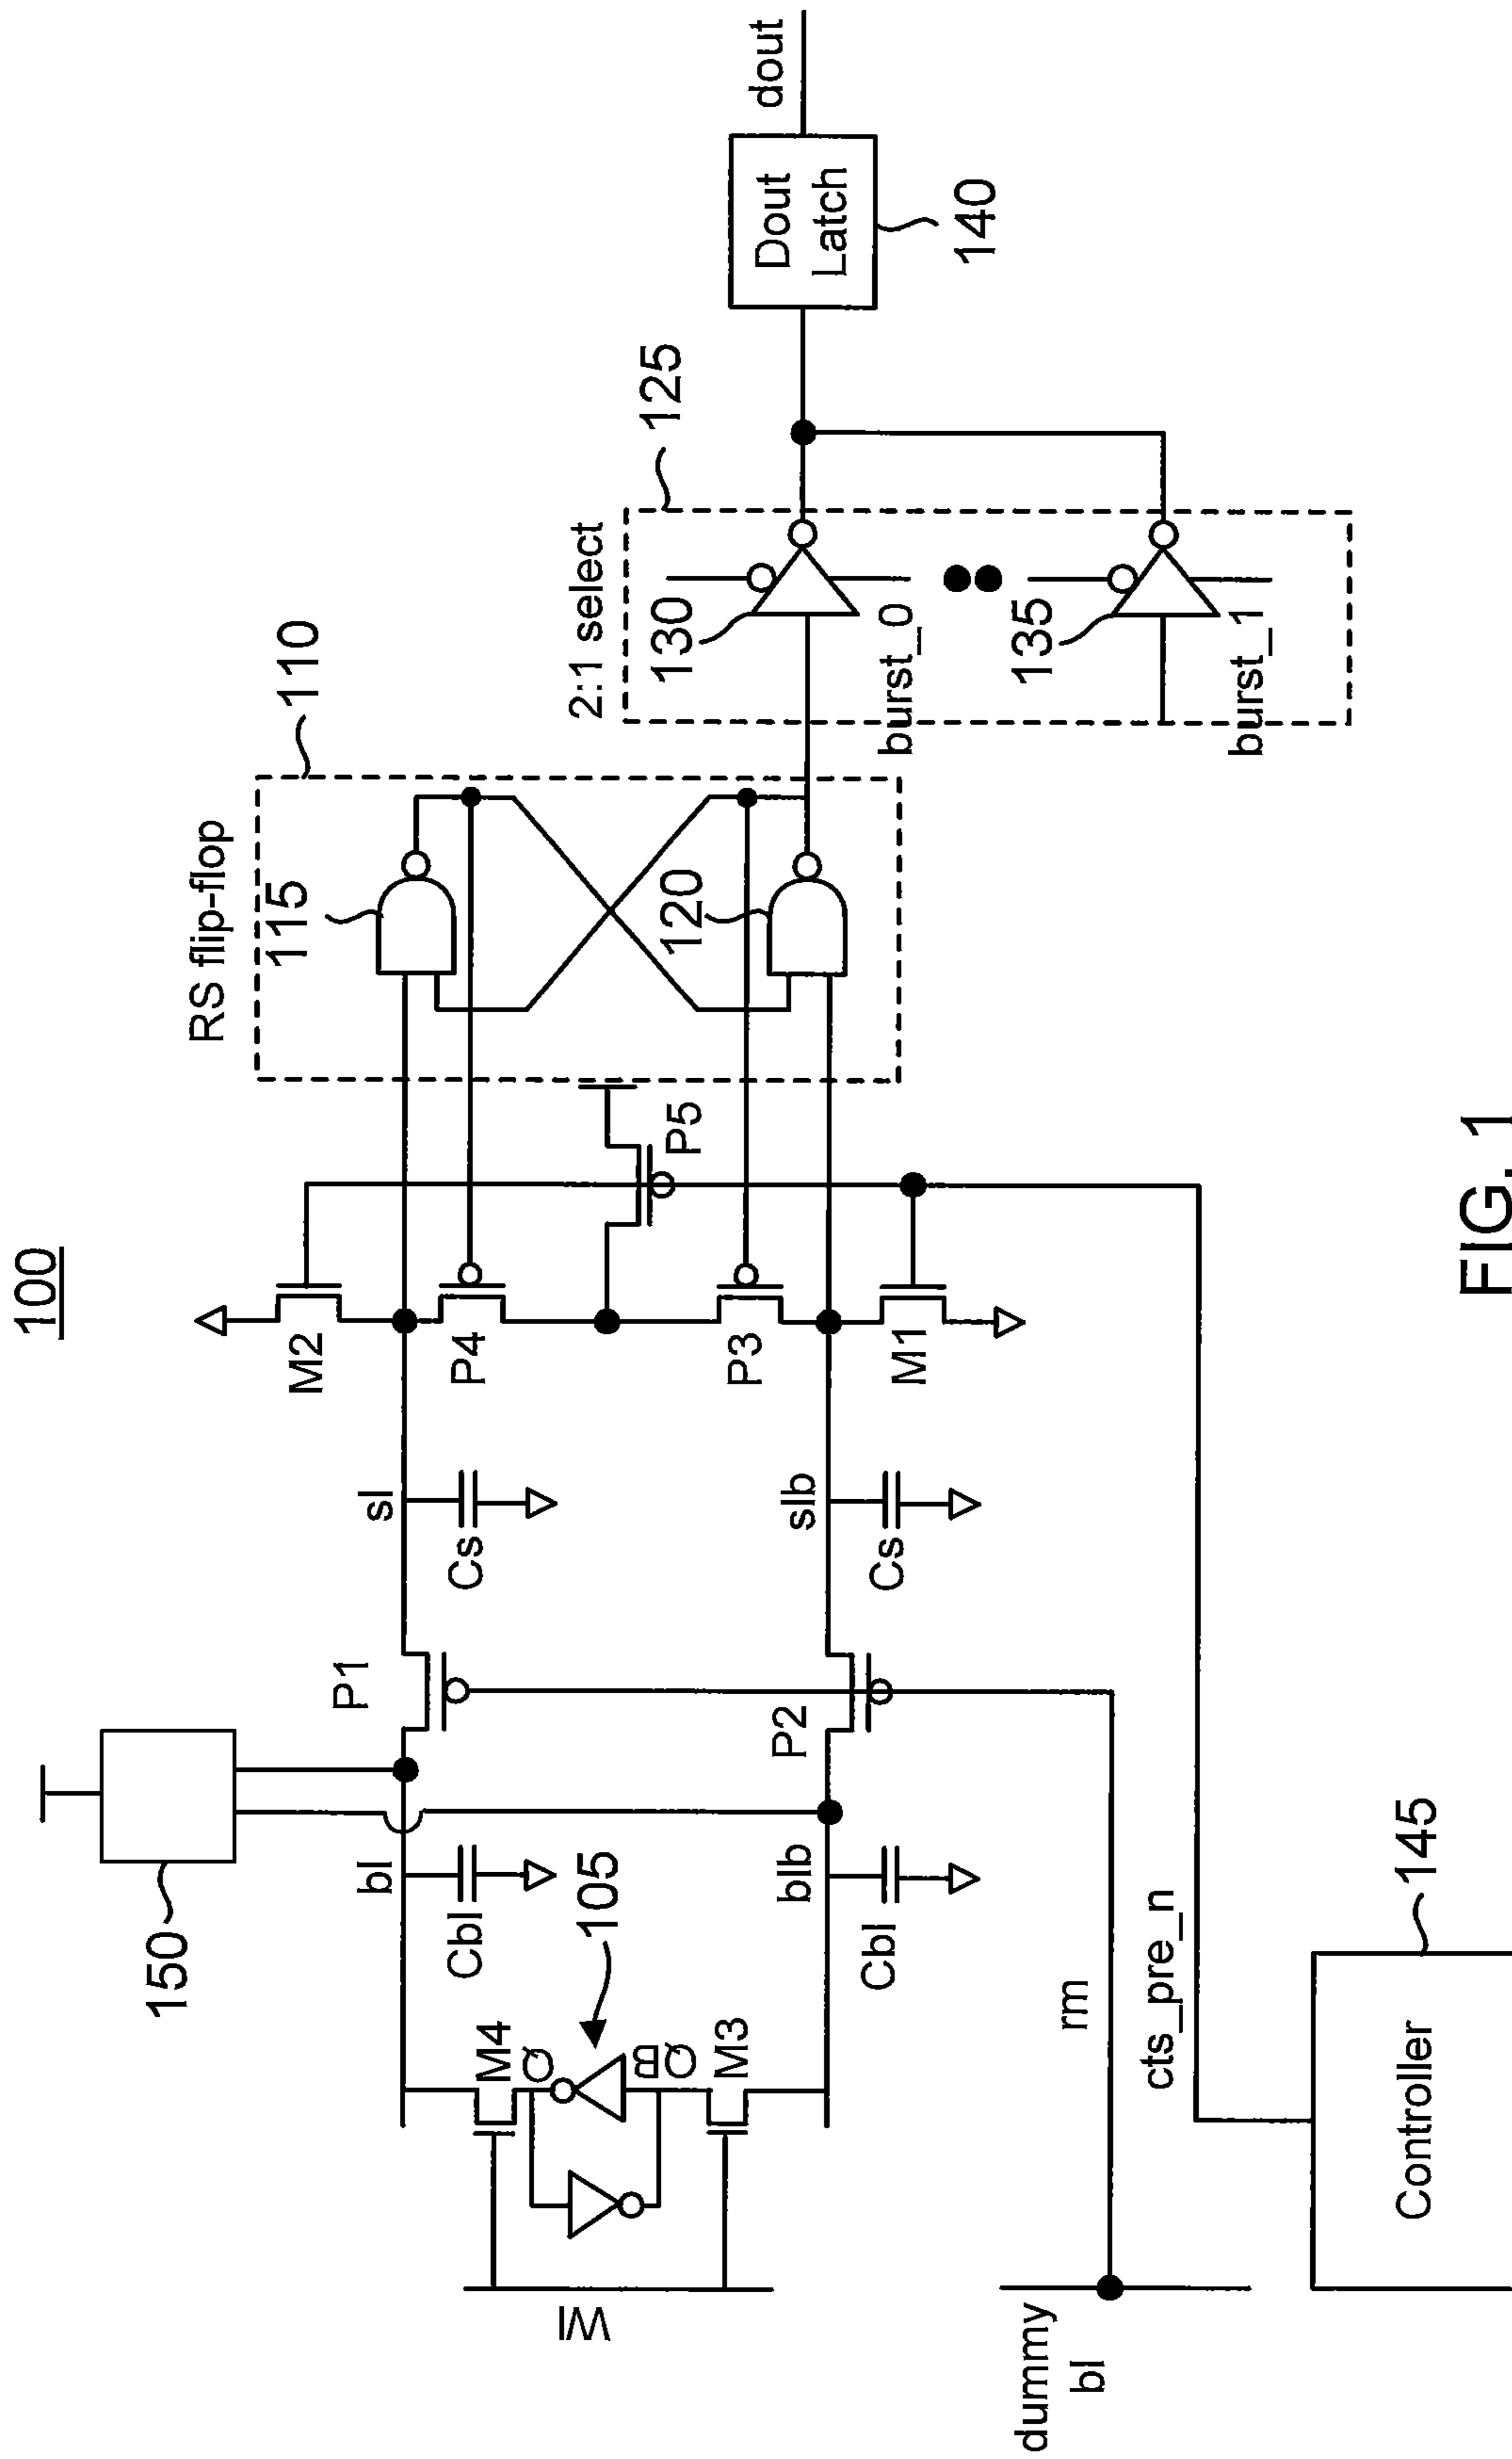 100
150
bl
Cbl
M4
Q
105
QB
M3
blb
Cbl
Wl
dummy
bl
rm
cts_pre_n
Controller
145
P1
P2
sl
Cs
slb
Cs
M2
P4
P3
M1
P5
RS flip-flop
110
115
120
2:1 select
125
130
burst_0
135
burst_1
Dout
Latch
140
dout
FIG. 1